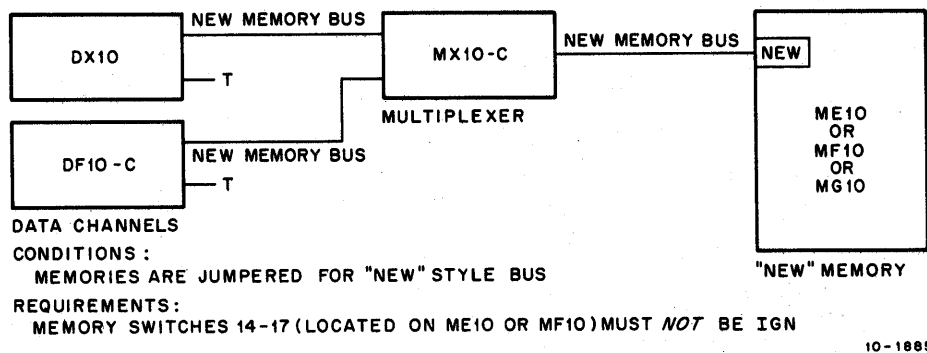 NEW MEMORY BUS
DX10
T
MX10-C
MULTIPLEXER
NEW MEMORY BUS
NEW
ME10
OR
MF10
OR
MG10
"NEW" MEMORY
DF10-C
NEW MEMORY BUS
T
DATA CHANNELS
CONDITIONS:
MEMORIES ARE JUMPERED FOR "NEW" STYLE BUS
REQUIREMENTS:
MEMORY SWITCHES 14-17 (LOCATED ON ME10 OR MF10) MUST NOT BE IGN
10-1885